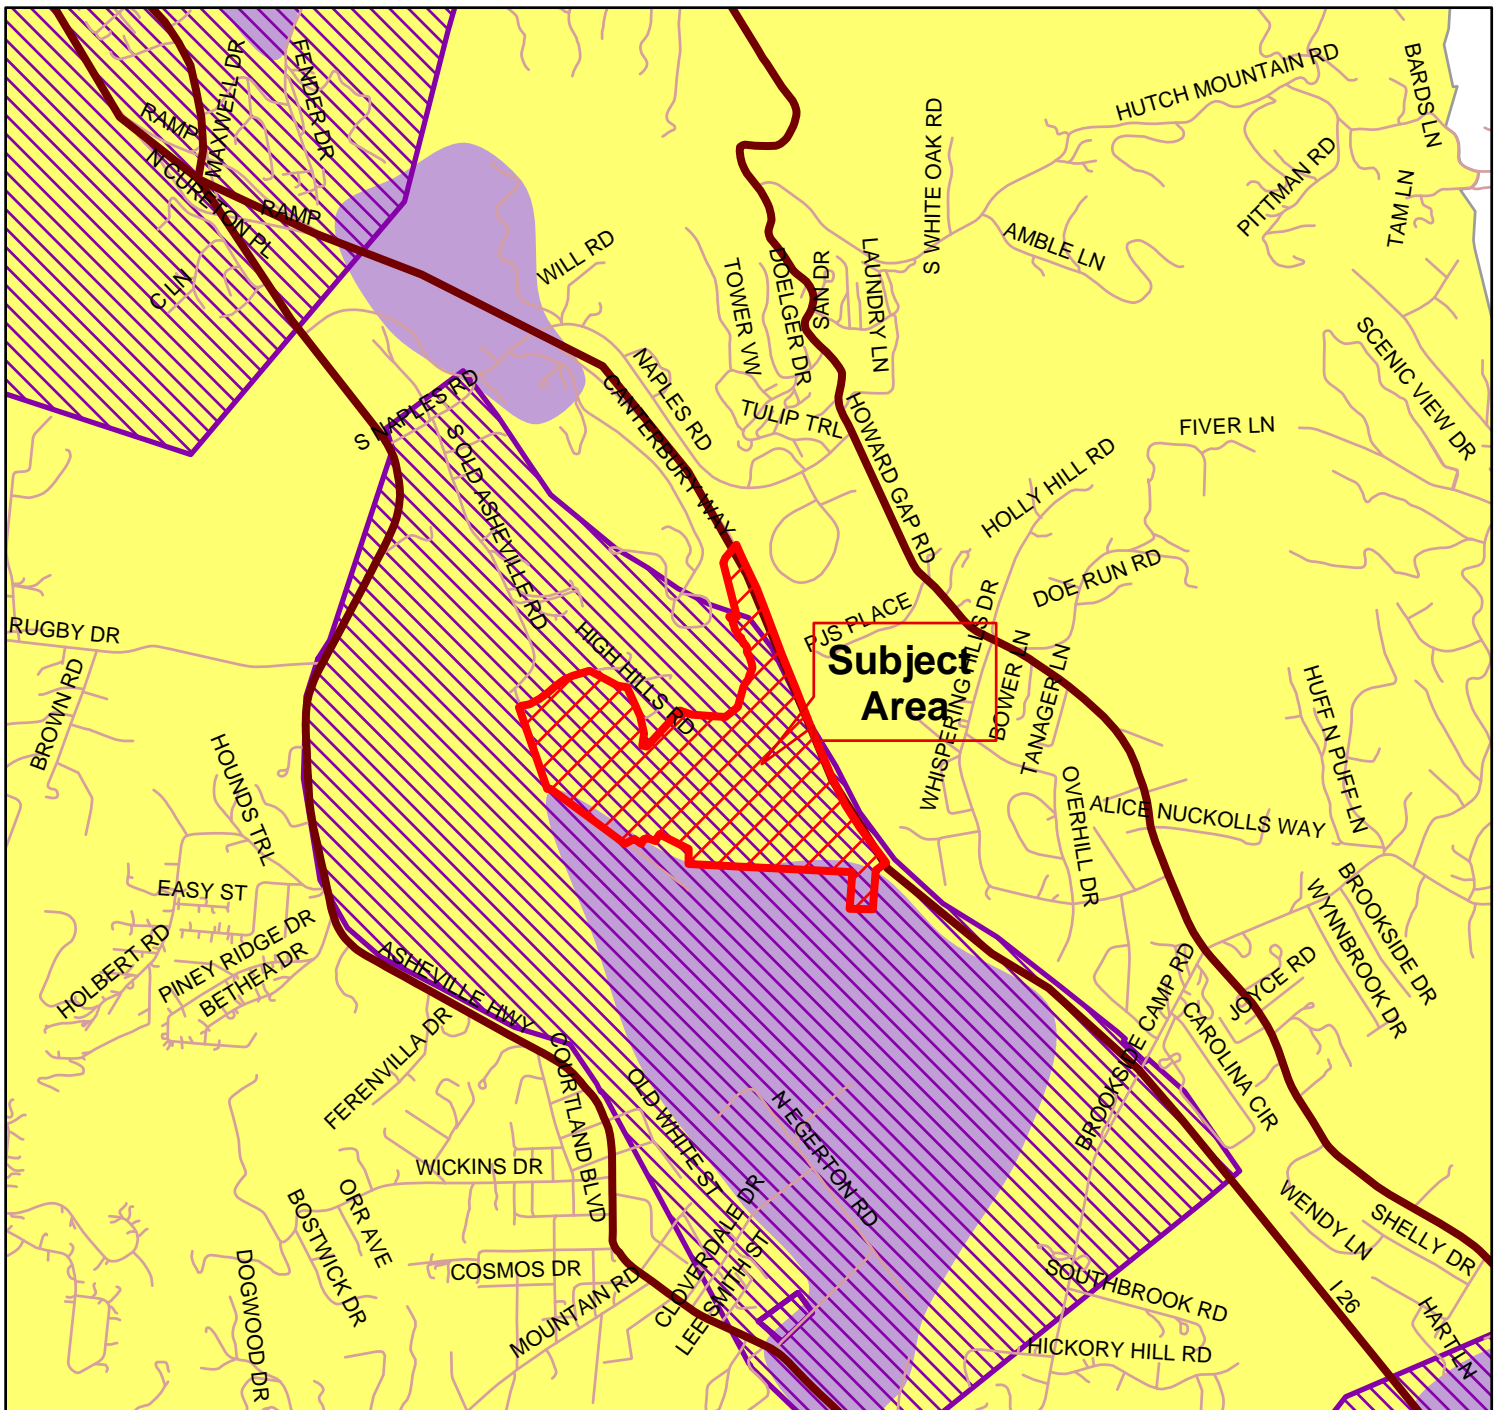 MAXWELL DR
FENDER DR
RAMP
N CURETON PL
RAMP
C LN
WILL RD
S WHITE OAK RD
HUTCH MOUNTAIN RD
BARDS LN
PITTMAN RD
TAM LN
AMBLE LN
TOWER VW
DOELGER DR
SAN DR
LAUNDRY LN
SCENIC VIEW DR
S NAPLES RD
NAPLES RD
CANTERBURY WAY
TULIP TRL
HOWARD GAP RD
FIVER LN
HOLLY HILL RD
S OLD ASHEVILLE RD
DOE RUN RD
RUGBY DR
HIGH HILLS RD
PJS PLACE
Subject
Area
WHISPERING HILLS DR
BOWER LN
TANAGER LN
BROWN RD
HUFF N PUFF LN
HOUNDS TRL
OVERHILL DR
ALICE NUCKOLLS WAY
EASY ST
HOLBERT RD
PINEY RIDGE DR
BETHEA DR
BROOKSIDE DR
WYNNBROOK DR
ASHEVILLE HWY
FERENVILLA DR
COURTLAND BLVD
OLD WHITE ST
N EGERTON RD
BROOKSIDE CAMP RD
JOYCE RD
CAROLINA CIR
WICKINS DR
ORR AVE
BOSTWICK DR
DOGWOOD DR
COSMOS DR
MOUNTAIN RD
CLOVERDALE DR
LEE SMITH ST
WENDY LN
SHELLY DR
SOUTHBROOK RD
I 26
HICKORY HILL RD
HART LN